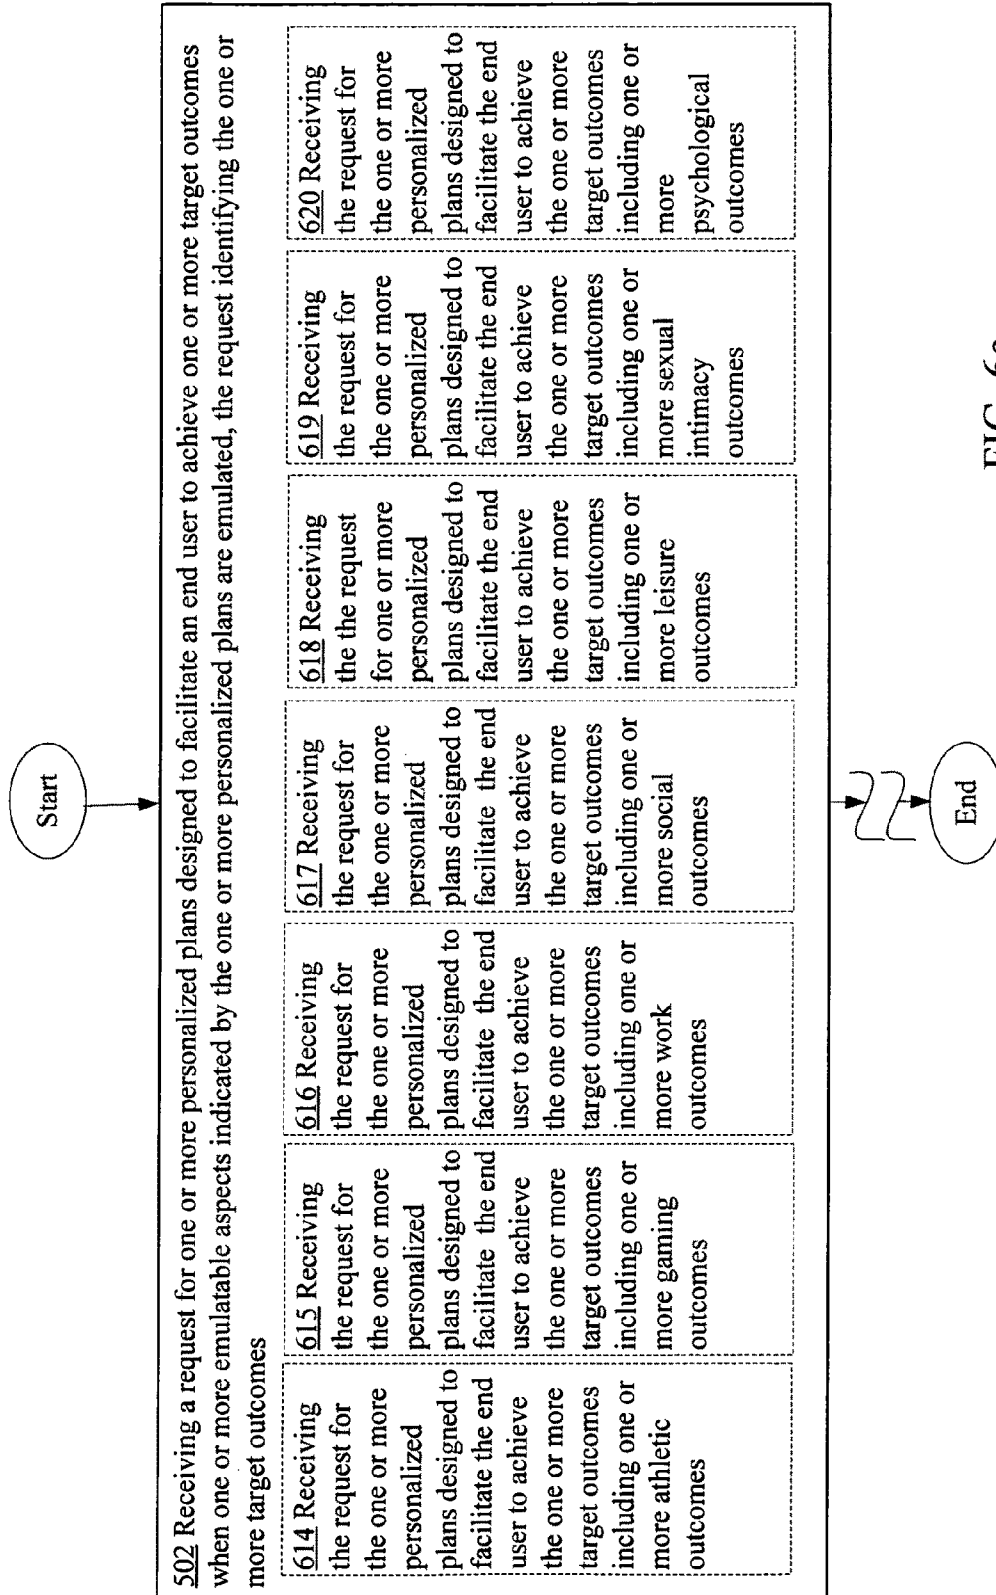 Start
502 Receiving a request for one or more personalized plans designed to facilitate an end user to achieve one or more target outcomes
when one or more emulatable aspects indicated by the one or more personalized plans are emulated, the request identifying the one or
more target outcomes
614 Receiving
the request for
the one or more
personalized
plans designed to
facilitate the end
user to achieve
the one or more
target outcomes
including one or
more athletic
outcomes
615 Receiving
the request for
the one or more
personalized
plans designed to
facilitate the end
user to achieve
the one or more
target outcomes
including one or
more gaming
outcomes
616 Receiving
the request for
the one or more
personalized
plans designed to
facilitate the end
user to achieve
the one or more
target outcomes
including one or
more work
outcomes
617 Receiving
the request for
the one or more
personalized
plans designed to
facilitate the end
user to achieve
the one or more
target outcomes
including one or
more social
outcomes
618 Receiving
the the request
for one or more
personalized
plans designed to
facilitate the end
user to achieve
the one or more
target outcomes
including one or
more leisure
outcomes
619 Receiving
the request for
the one or more
personalized
plans designed to
facilitate the end
user to achieve
the one or more
target outcomes
including one or
more sexual
intimacy
outcomes
620 Receiving
the request for
the one or more
personalized
plans designed to
facilitate the end
user to achieve
the one or more
target outcomes
including one or
more
psychological
outcomes
End
FIG.